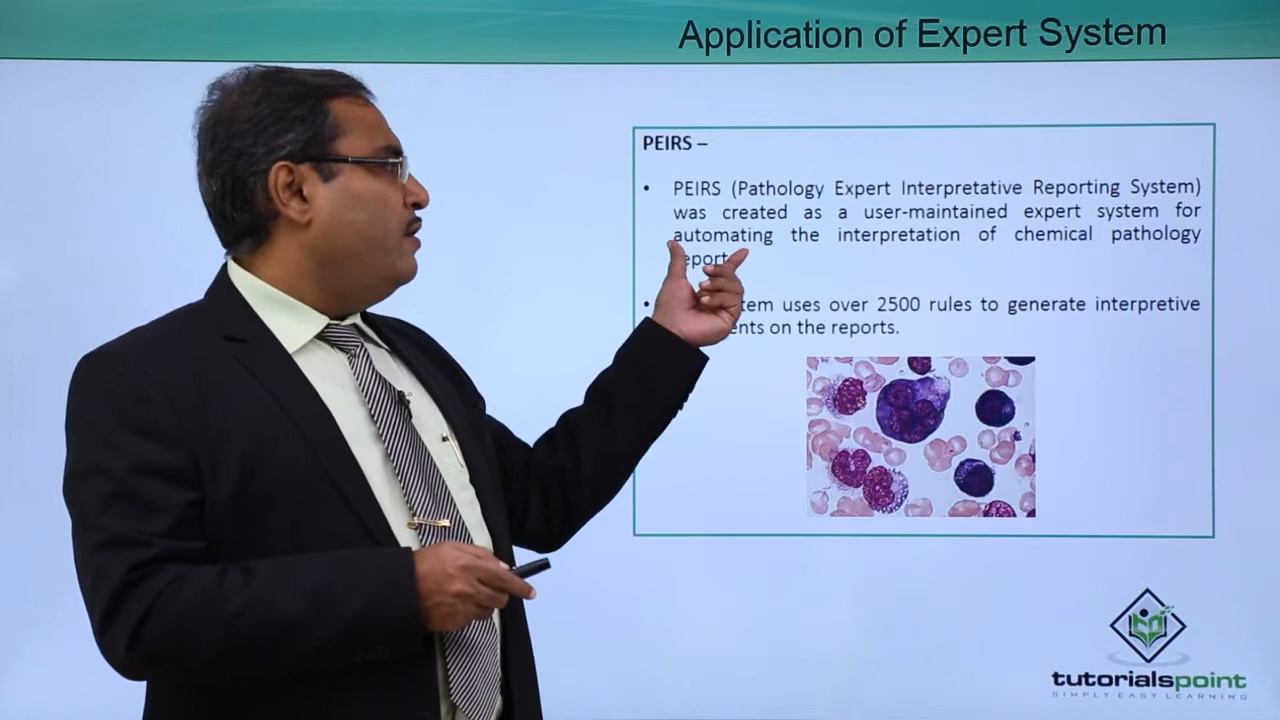 Application of Expert System
PEIRS –
• PEIRS (Pathology Expert Interpretative Reporting System)
was created as a user-maintained expert system for
automating the interpretation of chemical pathology
eport
• tem uses over 2500 rules to generate interpretive
ents on the reports.
tutorialspoint
SIMPLY EASY LEARNING